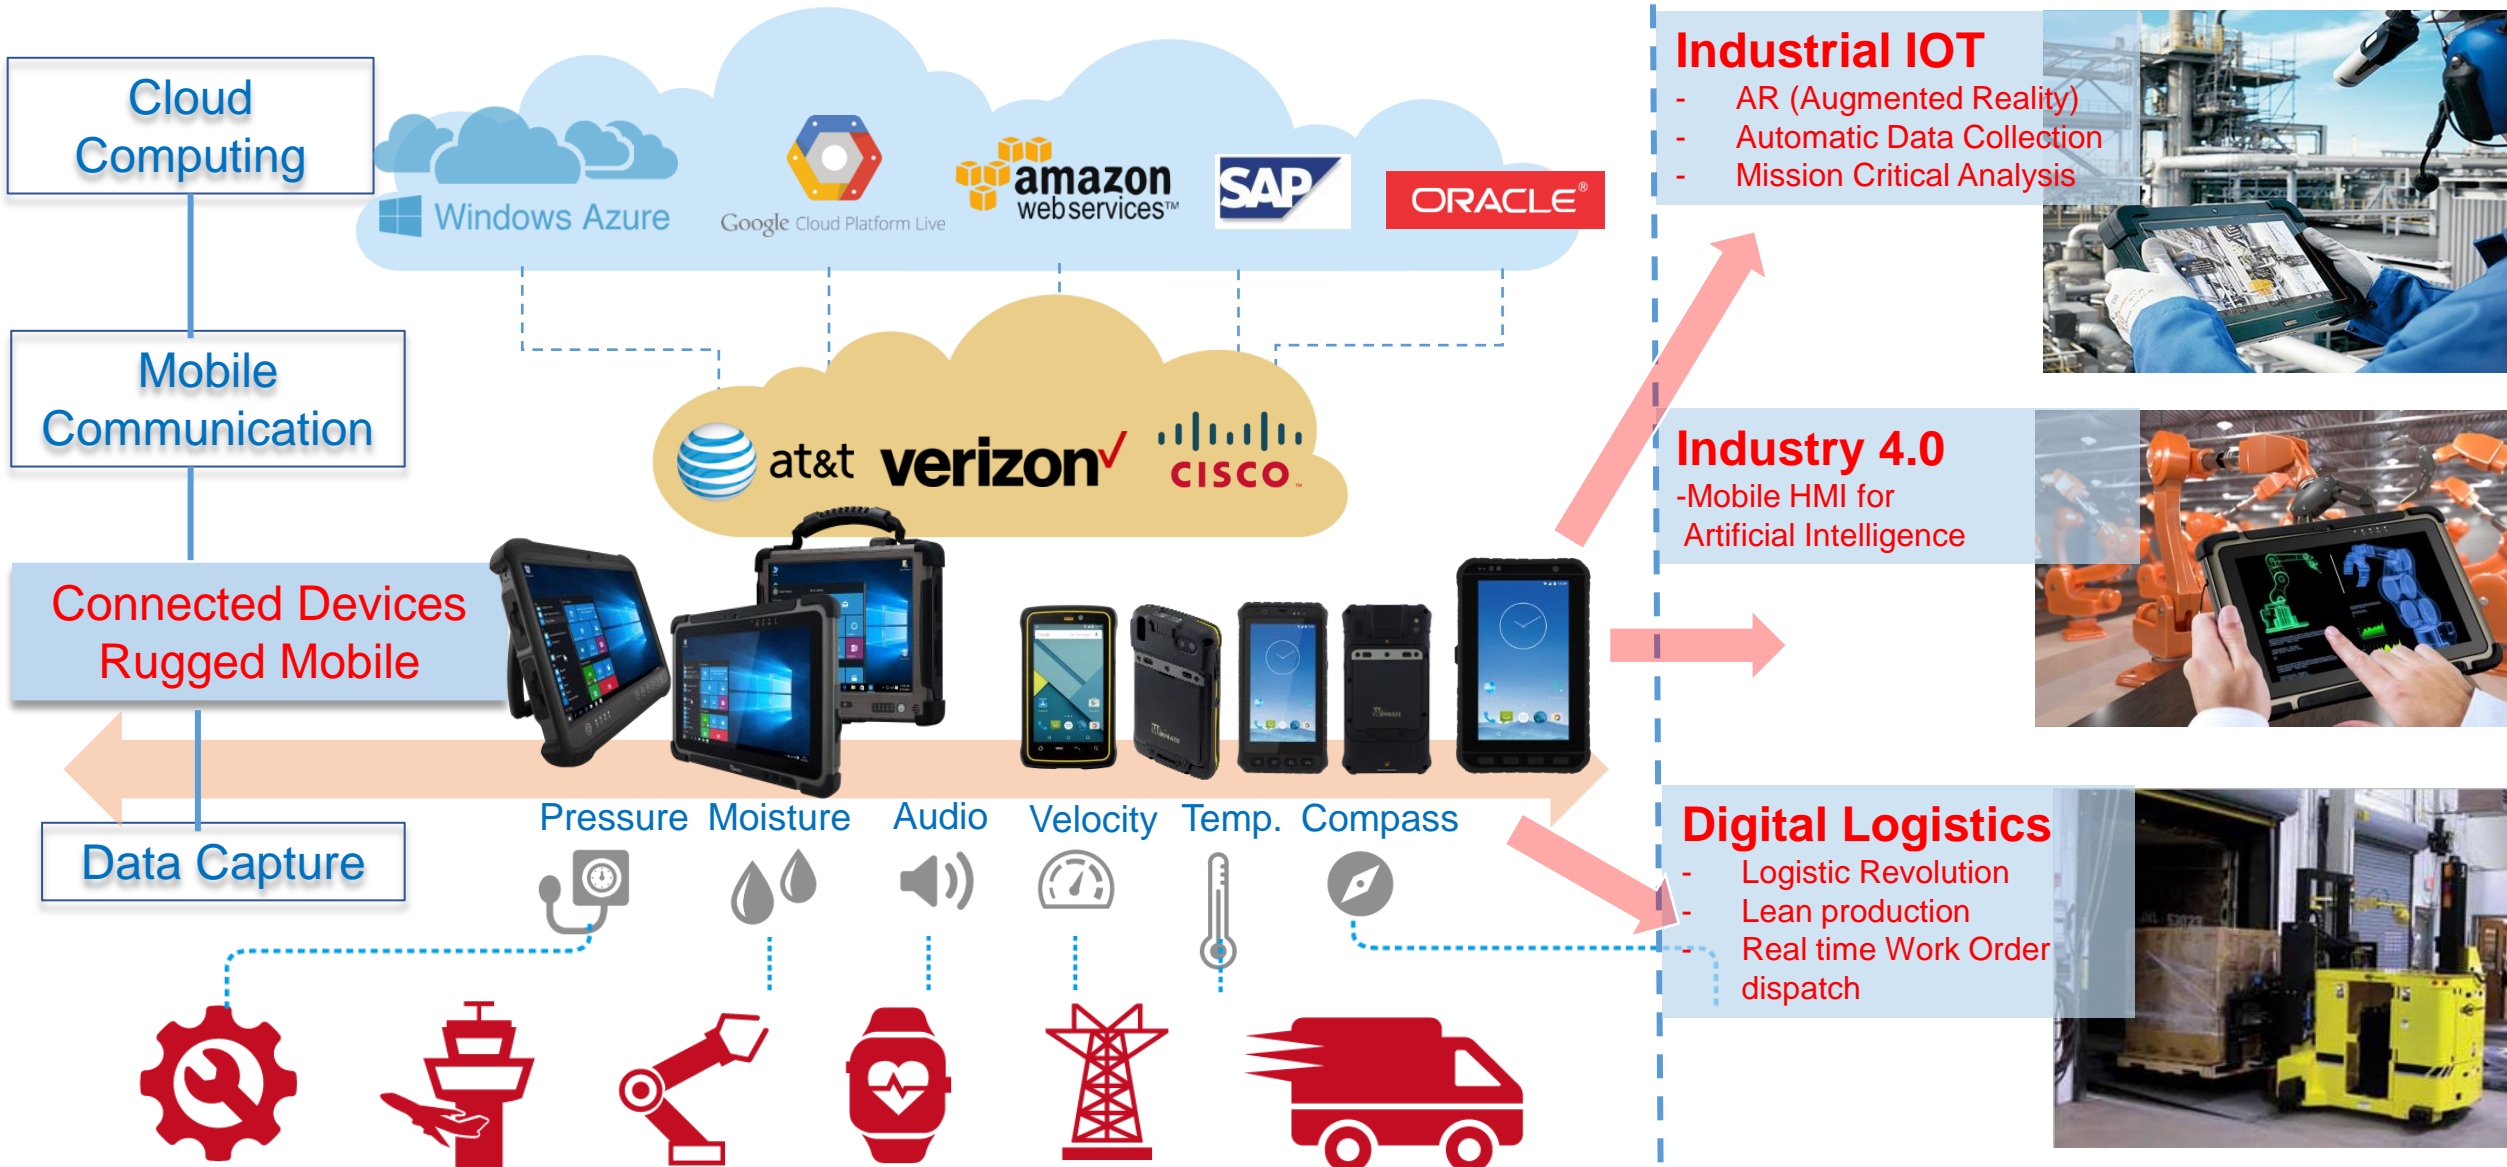 Cloud
Computing
Mobile
Communication
Connected Devices
Rugged Mobile
Data Capture
Windows Azure
Google Cloud Platform Live
amazon
webservices™
SAP
ORACLE®
at&t
verizon✓
CISCO™
Pressure
Moisture
Audio
Velocity
Temp.
Compass
Industrial IOT
- AR (Augmented Reality)
- Automatic Data Collection
- Mission Critical Analysis
Industry 4.0
-Mobile HMI for
Artificial Intelligence
Digital Logistics
- Logistic Revolution
- Lean production
- Real time Work Order
dispatch